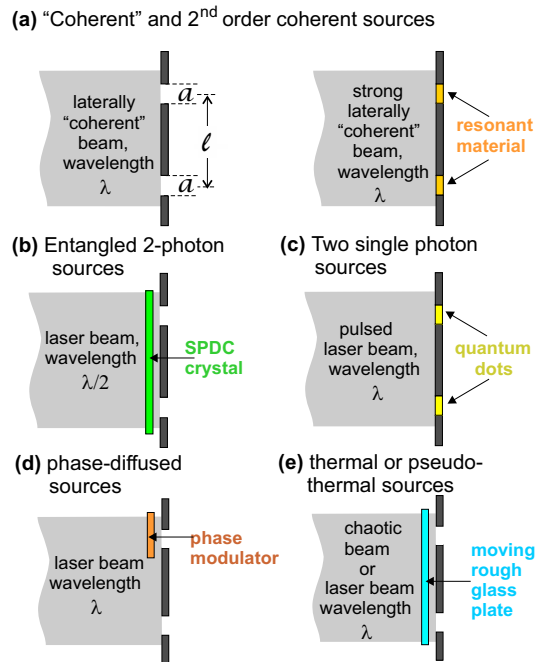 (a) “Coherent” and 2nd order coherent sources
laterally
“coherent”
beam,
wavelength
λ
a
ℓ
a
strong
laterally
“coherent”
beam,
wavelength
λ
resonant
material
(b) Entangled 2-photon
sources
laser beam,
wavelength
λ/2
SPDC
crystal
(c) Two single photon
sources
pulsed
laser beam,
wavelength
λ
quantum
dots
(d) phase-diffused
sources
laser beam
wavelength
λ
phase
modulator
(e) thermal or pseudo-
thermal sources
chaotic
beam
or
laser beam
wavelength
λ
moving
rough
glass
plate